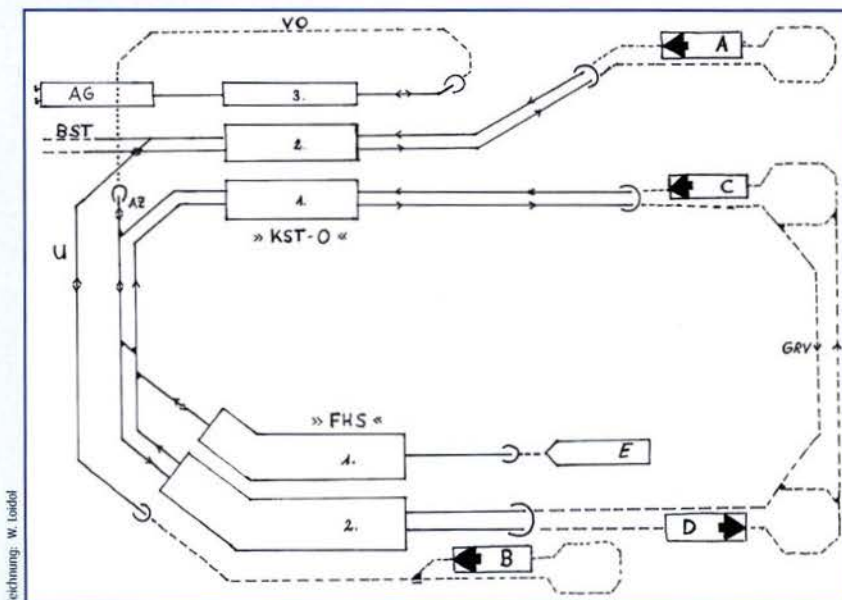 VO
A
AG
3.
BST
2.
AZ
1.
C
U
» KST-O «
GRV
» FHS «
1.
E
2.
D
B
eichnung: W. Loidol